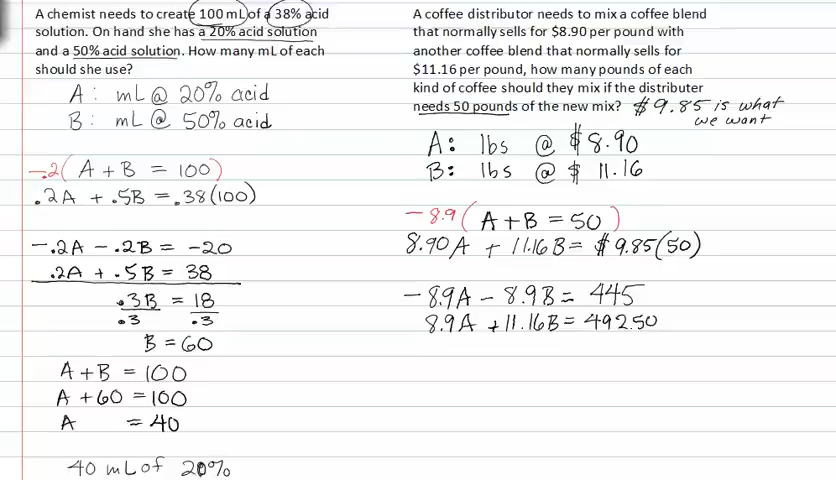 A chemist needs to create 100 mL of a 38% acid
solution. On hand she has a 20% acid solution
and a 50% acid solution. How many mL of each
should she use?
A: mL @ 20% acid
B: mL @ 50% acid
-.2( A + B = 100)
.2A + .5B = .38(100)
-.2A - .2B = -20
.2A + .5B = 38
.3B = 18
.3 .3
B = 60
A + B = 100
A + 60 = 100
A = 40
40 mL of 20%
A coffee distributor needs to mix a coffee blend
that normally sells for $8.90 per pound with
another coffee blend that normally sells for
$11.16 per pound, how many pounds of each
kind of coffee should they mix if the distributer
needs 50 pounds of the new mix? $9.85 is what
we want
A: lbs @ $8.90
B: lbs @ $ 11.16
-8.9( A + B = 50 )
8.90A + 11.16B = $9.85(50)
-8.9A - 8.9B = 445
8.9A + 11.16B = 492.50